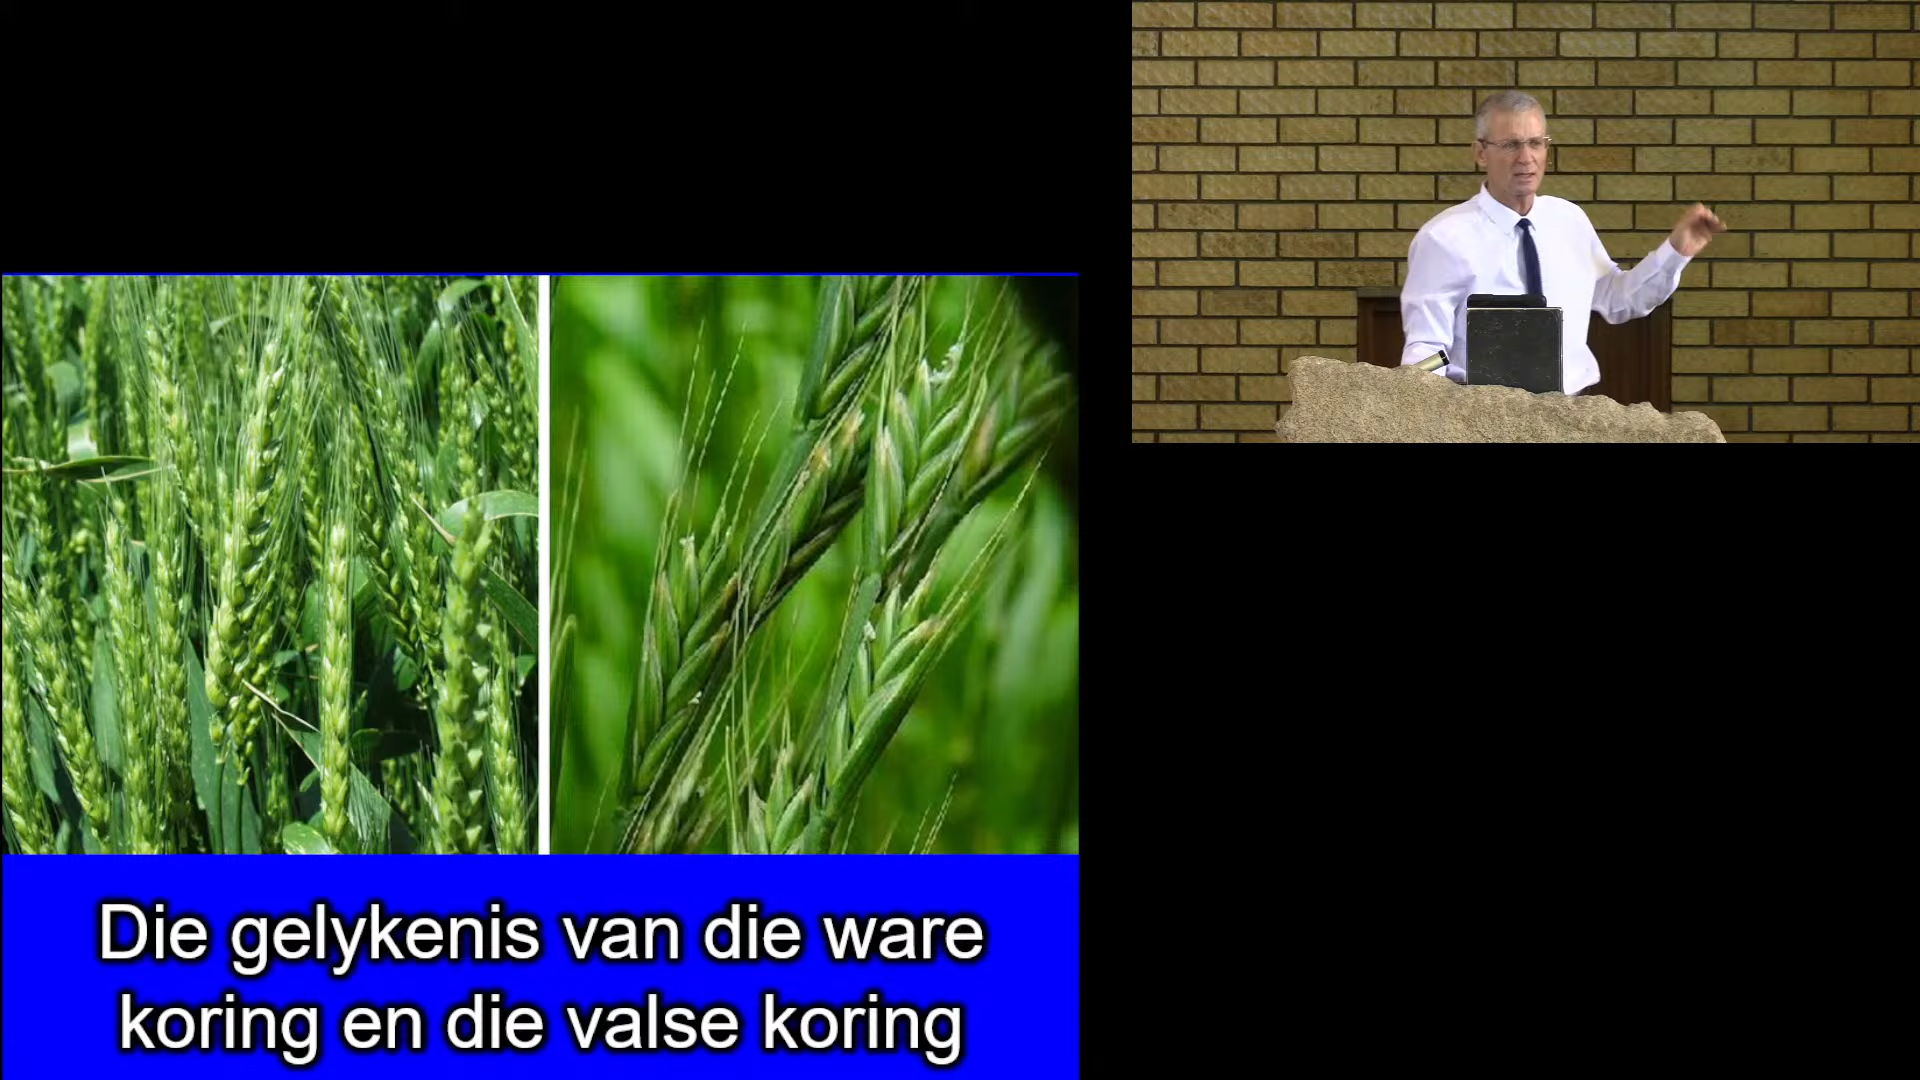 Die gelykenis van die ware
koring en die valse koring